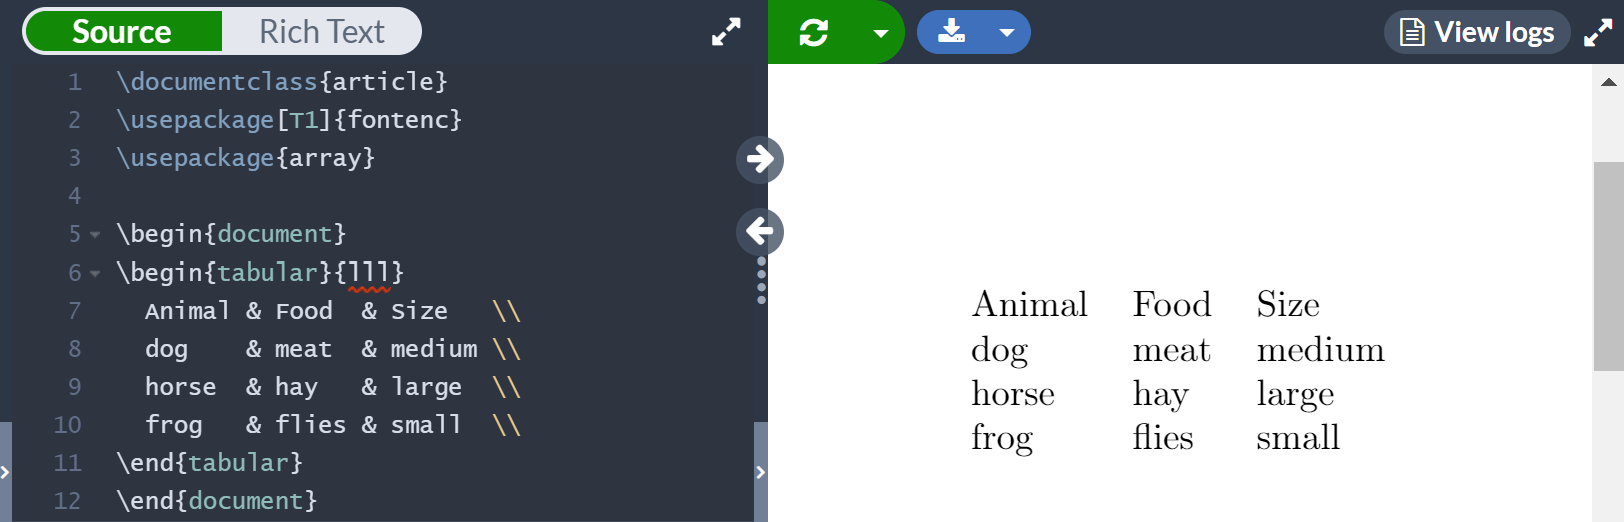 Source Rich Text
View logs
1 \documentclass{article}
2 \usepackage[T1]{fontenc}
3 \usepackage{array}
4
5 \begin{document}
6 \begin{tabular}{lll}
7 Animal & Food & Size \\
8 dog & meat & medium \\
9 horse & hay & large \\
10 frog & flies & small \\
11 \end{tabular}
12 \end{document}
Animal Food Size
dog meat medium
horse hay large
frog flies small